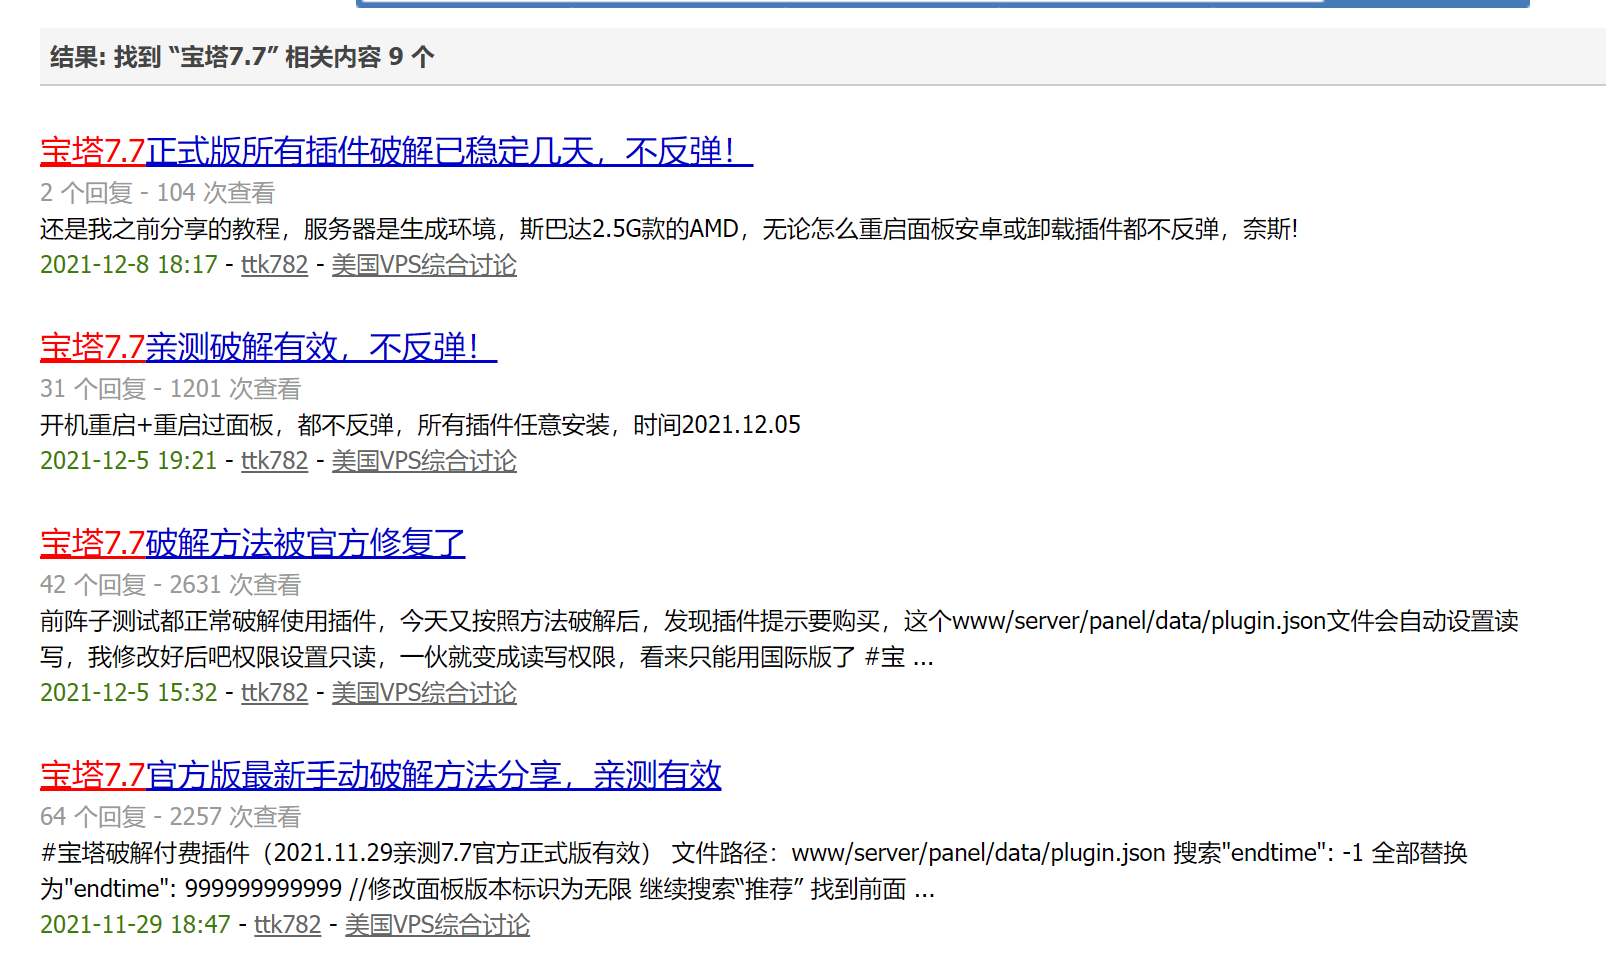 结果: 找到 “宝塔7.7” 相关内容 9 个
宝塔7.7正式版所有插件破解已稳定几天，不反弹！
2 个回复 - 104 次查看
还是我之前分享的教程，服务器是生成环境，斯巴达2.5G款的AMD，无论怎么重启面板安卓或卸载插件都不反弹，奈斯!
2021-12-8 18:17 - ttk782 - 美国VPS综合讨论
宝塔7.7亲测破解有效，不反弹！
31 个回复 - 1201 次查看
开机重启+重启过面板，都不反弹，所有插件任意安装，时间2021.12.05
2021-12-5 19:21 - ttk782 - 美国VPS综合讨论
宝塔7.7破解方法被官方修复了
42 个回复 - 2631 次查看
前阵子测试都正常破解使用插件，今天又按照方法破解后，发现插件提示要购买，这个www/server/panel/data/plugin.json文件会自动设置读
写，我修改好后吧权限设置只读，一伙就变成读写权限，看来只能用国际版了 #宝 ...
2021-12-5 15:32 - ttk782 - 美国VPS综合讨论
宝塔7.7官方版最新手动破解方法分享，亲测有效
64 个回复 - 2257 次查看
#宝塔破解付费插件（2021.11.29亲测7.7官方正式版有效） 文件路径：www/server/panel/data/plugin.json 搜索"endtime": -1 全部替换
为"endtime": 999999999999 //修改面板版本标识为无限 继续搜索“推荐” 找到前面 ...
2021-11-29 18:47 - ttk782 - 美国VPS综合讨论